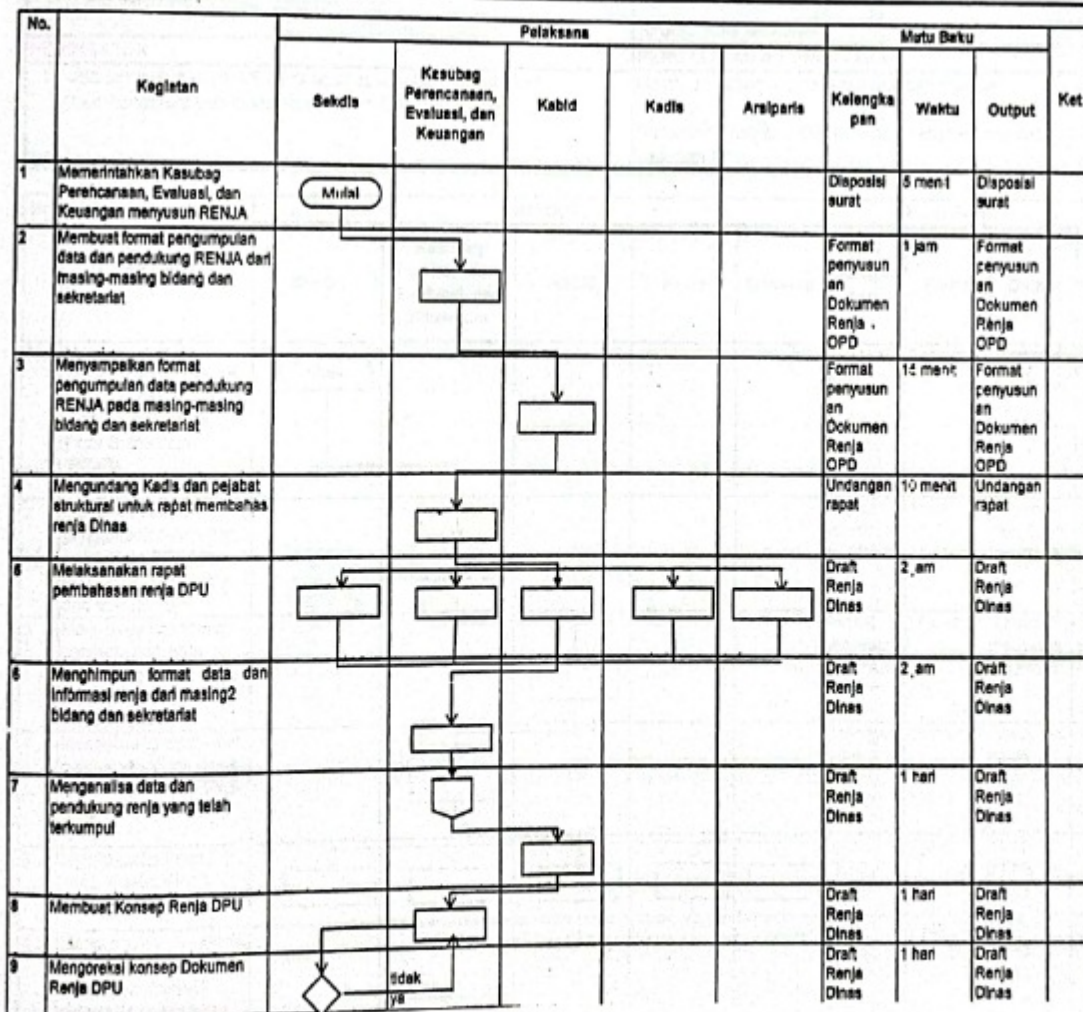 No.
Kegiatan
Pelaksana
Mutu Baku
Ket
Sekdis
Kasubag
Perencanaan,
Evaluasi, dan
Keuangan
Kabid
Kadis
Arsiparis
Kelengka
pan
Waktu
Output
1
Memerintahkan Kasubag
Perencanaan, Evaluasi, dan
Keuangan menyusun RENJA
Mulai
Disposisi
surat
5 menit
Disposisi
surat
2
Membuat format pengumpulan
data dan pendukung RENJA dari
masing-masing bidang dan
sekretariat
Format
penyusun
an
Dokumen
Renja
OPD
1 jam
Format
penyusun
an
Dokumen
Renja
OPD
3
Menyampaikan format
pengumpulan data pendukung
RENJA pada masing-masing
bidang dan sekretariat
Format
penyusun
an
Dokumen
Renja
OPD
menit
Format
penyusun
an
Dokumen
Renja
OPD
4
Mengundang Kadis dan pejabat
struktural untuk rapat membahas
renja Dinas
Undangan
rapat
10 menit
Undangan
rapat
5
Melaksanakan rapat
pembahasan renja DPU
Draft
Renja
Dinas
2 jam
Draft
Renja
Dinas
6
Menghimpun format data dan
informasi renja dari masing2
bidang dan sekretariat
Draft
Renja
Dinas
2 jam
Draft
Renja
Dinas
7
Menganalisa data dan
pendukung renja yang telah
terkumpul
Draft
Renja
Dinas
1 hari
Draft
Renja
Dinas
8
Membuat Konsep Renja DPU
Draft
Renja
Dinas
1 hari
Draft
Renja
Dinas
9
Mengoreksi konsep Dokumen
Renja DPU
tidak
ya
Draft
Renja
Dinas
1 hari
Draft
Renja
Dinas